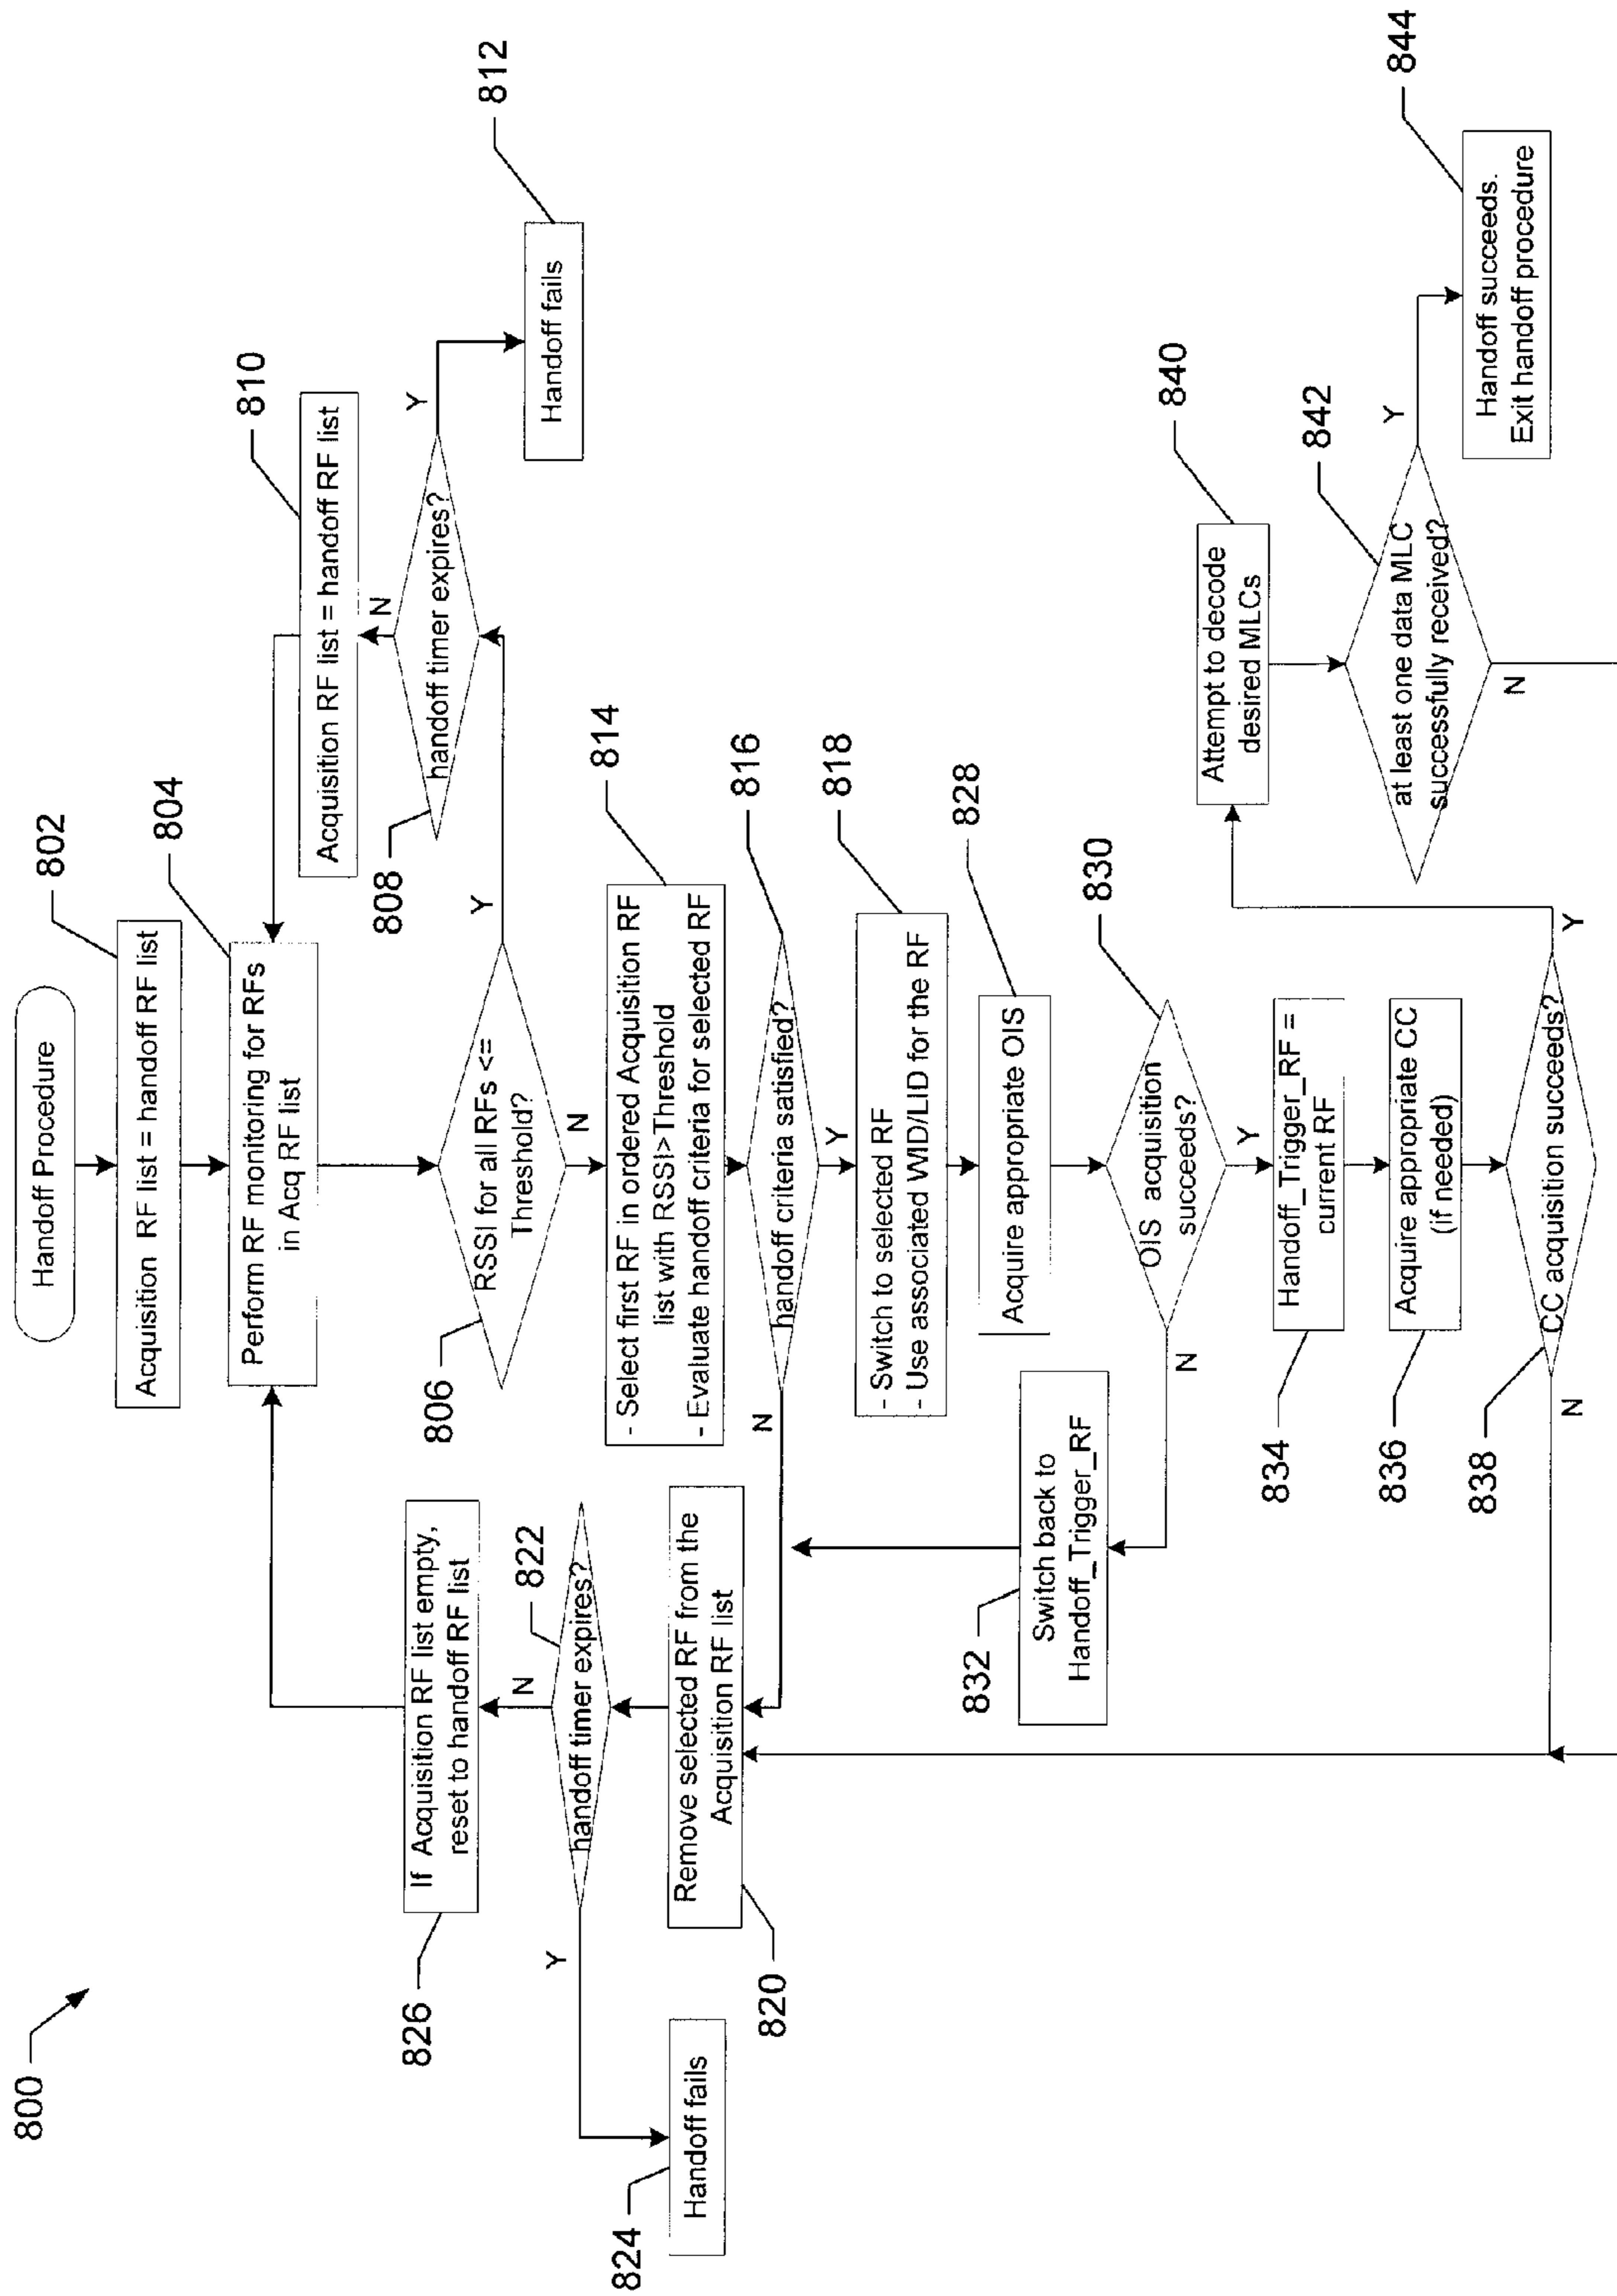 800
Handoff Procedure
802
Acquisition RF list = handoff RF list
804
Perform RF monitoring for RFs
in Acq RF list
806
RSSI for all RFs <=
Threshold?
Y
N
808
handoff timer expires?
N
Y
810
Acquisition RF list = handoff RF list
812
Handoff fails
814
- Select first RF in ordered Acquisition RF
list with RSSI>Threshold
- Evaluate handoff criteria for selected RF
816
handoff criteria satisfied?
N
Y
818
- Switch to selected RF
- Use associated WID/LID for the RF
820
Remove selected RF from the
Acquisition RF list
822
handoff timer expires?
Y
N
824
Handoff fails
826
If Acquisition RF list empty,
reset to handoff RF list
828
Acquire appropriate OIS
830
OIS acquisition
succeeds?
N
Y
832
Switch back to
Handoff_Trigger_RF
834
Handoff_Trigger_RF =
current RF
836
Acquire appropriate CC
(if needed)
838
CC acquisition succeeds?
N
Y
840
Attempt to decode
desired MLCs
842
at least one data MLC
successfully received?
Y
N
844
Handoff succeeds.
Exit handoff procedure